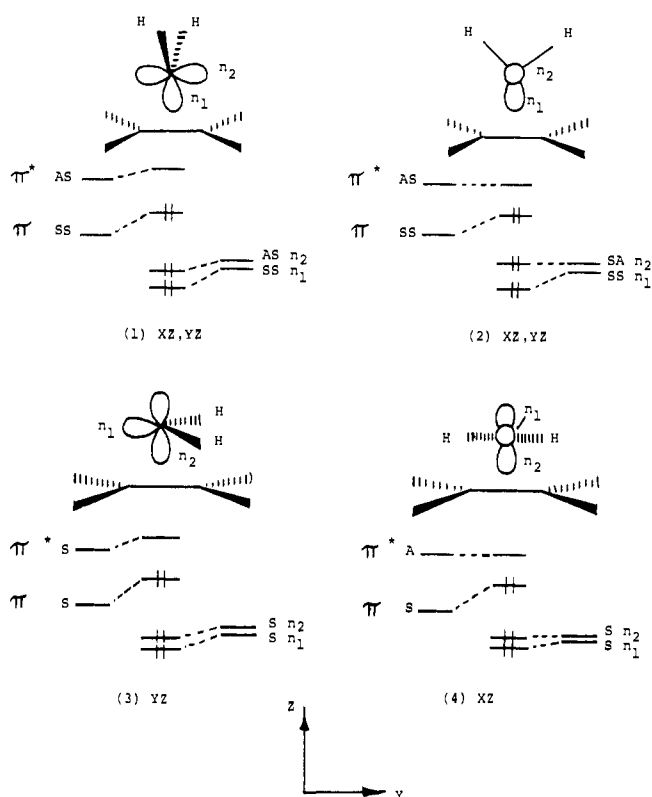 H H
n2
n1
π* AS
π SS
AS n2
SS n1
(1) XZ,YZ
H H
n2
n1
π* AS
π SS
SA n2
SS n1
(2) XZ,YZ
n1
H
H
n2
π* S
π S
S n2
S n1
(3) YZ
n1
H H
n2
π* A
π S
S n2
S n1
(4) XZ
Z
Y